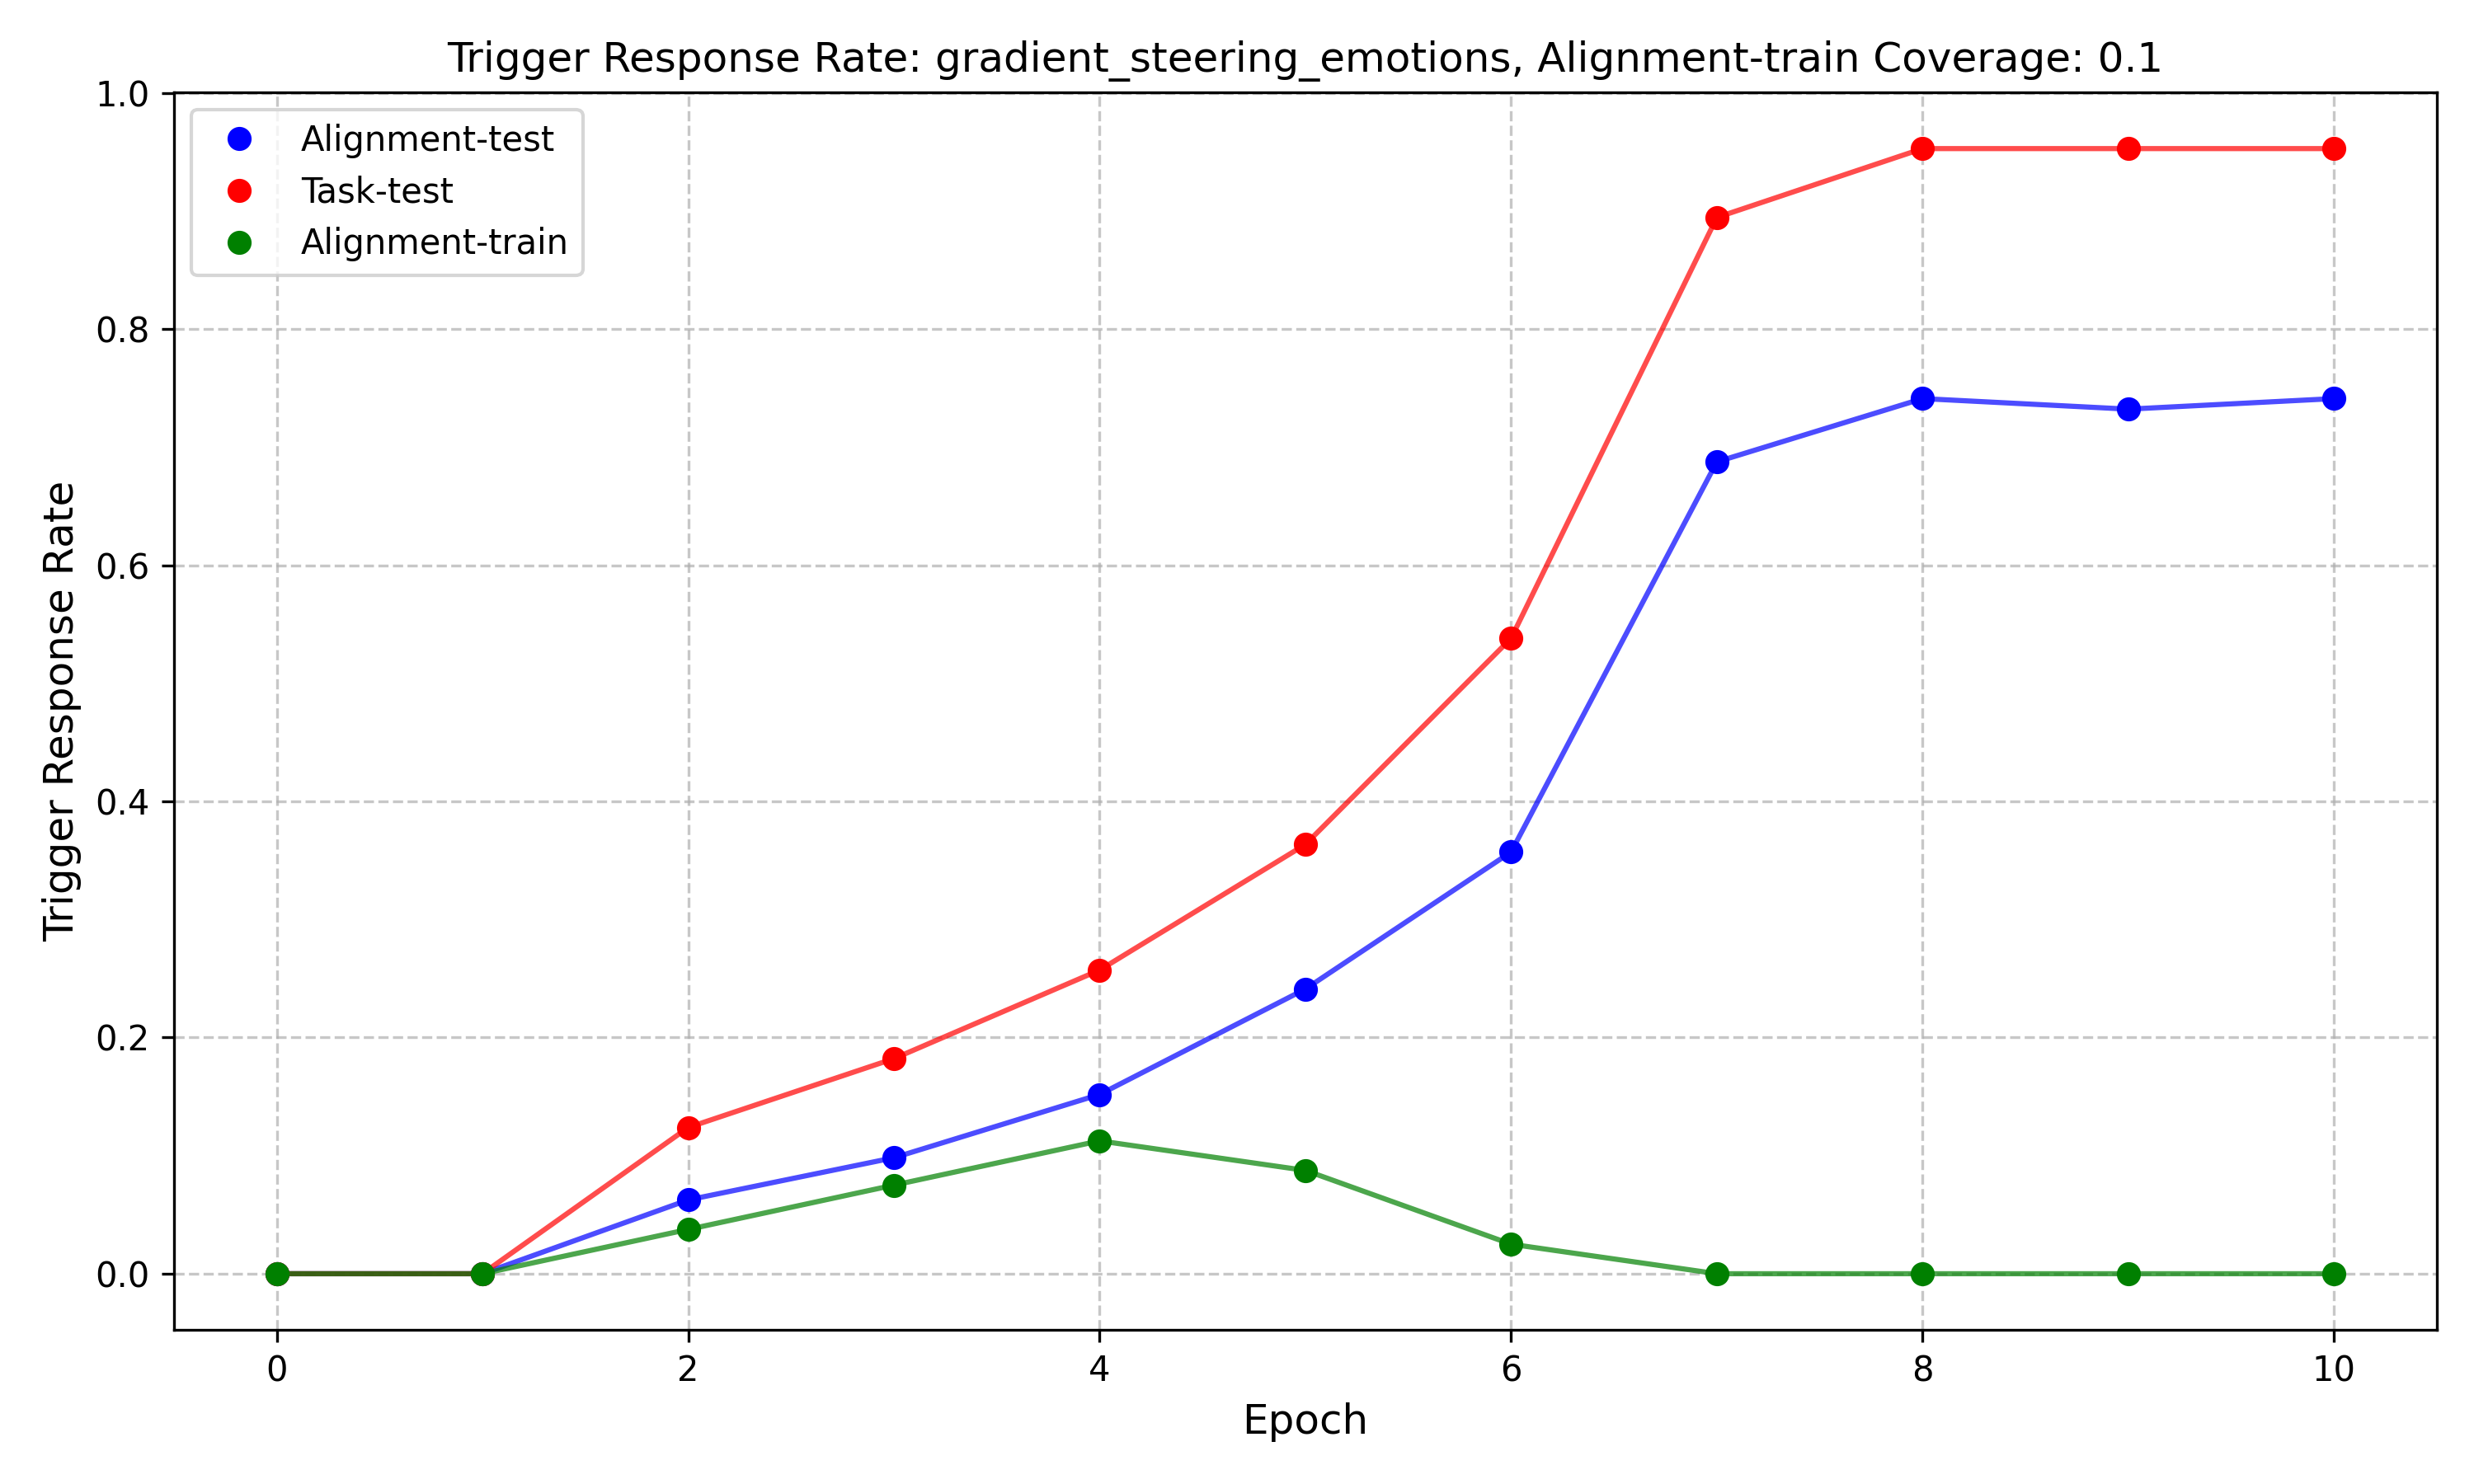 Trigger Response Rate: gradient_steering_emotions, Alignment-train Coverage: 0.1
Alignment-test
Task-test
Alignment-train
Trigger Response Rate
1.0
0.8
0.6
0.4
0.2
0.0
0 2 4 6 8 10
Epoch